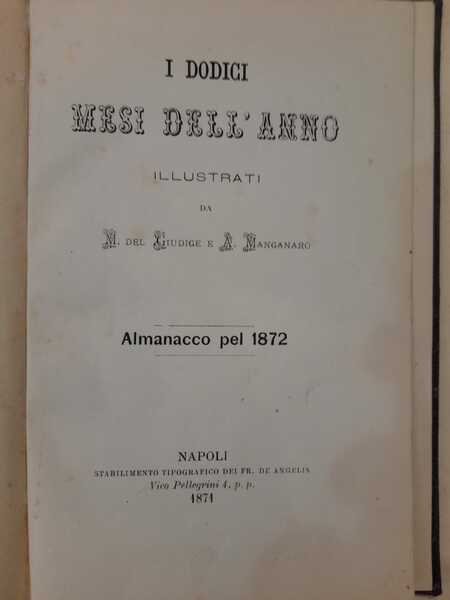 I DODICI
MESI DELL'ANNO
ILLUSTRATI
DA
M. DEL GIUDICE E A. MANGANARO
Almanacco pel 1872
NAPOLI
STABILIMENTO TIPOGRAFICO DEI FR. DE ANGELIS
Vico Pellegrini 4, p. p.
1871